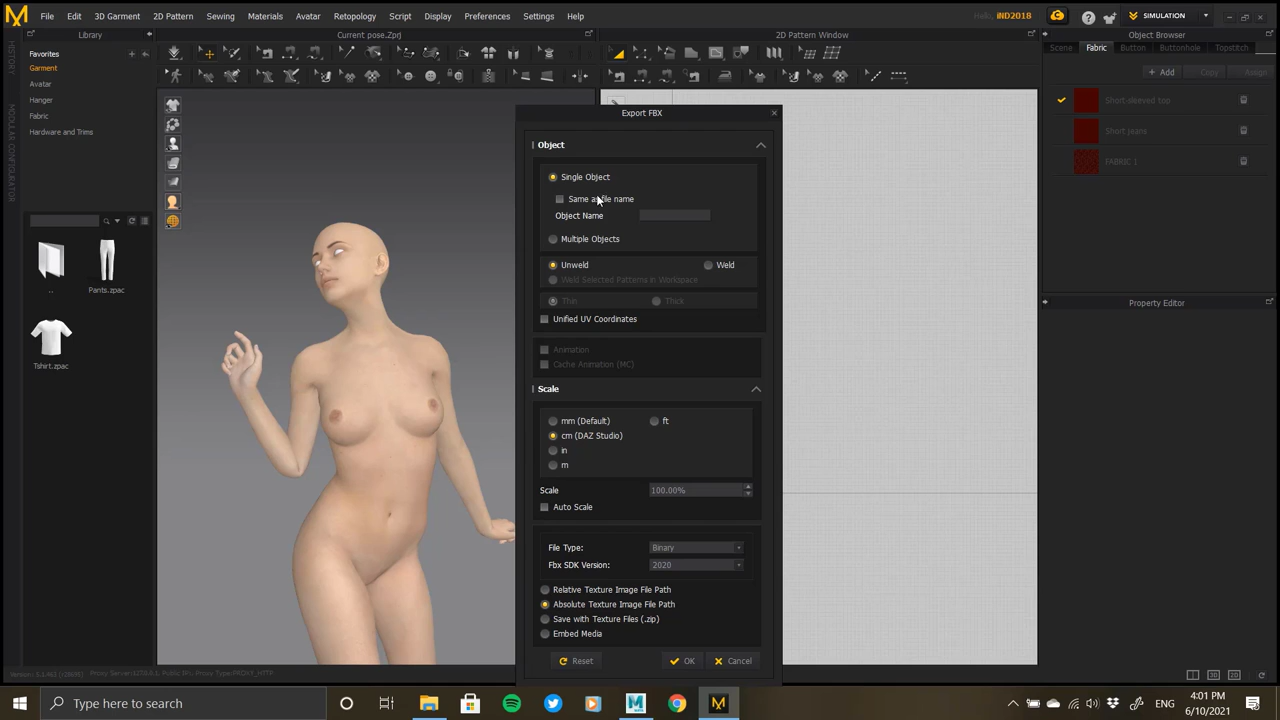 File Edit 3D Garment 2D Pattern Sewing Materials Avatar Retopology Script Display Preferences Settings Help
Hello, IND2018
SIMULATION
Library
Current pose.Zprj
2D Pattern Window
Object Browser
HISTORY
MODULAR CONFIGURATOR
Favorites
Garment
Avatar
Hanger
Fabric
Hardware and Trims
..
Pants.zpac
Tshirt.zpac
Scene Fabric Button Buttonhole Topstitch
Add Copy Assign
Short-sleeved top
Short jeans
FABRIC 1
Property Editor
Export FBX
Object
Single Object
Same as file name
Object Name
Multiple Objects
Unweld Weld
Weld Selected Patterns in Workspace
Thin Thick
Unified UV Coordinates
Animation
Cache Animation (MC)
Scale
mm (Default) ft
cm (DAZ Studio)
in
m
Scale 100.00%
Auto Scale
File Type: Binary
Fbx SDK Version: 2020
Relative Texture Image File Path
Absolute Texture Image File Path
Save with Texture Files (.zip)
Embed Media
Reset OK Cancel
3D 2D
Type here to search
ENG
4:01 PM
6/10/2021